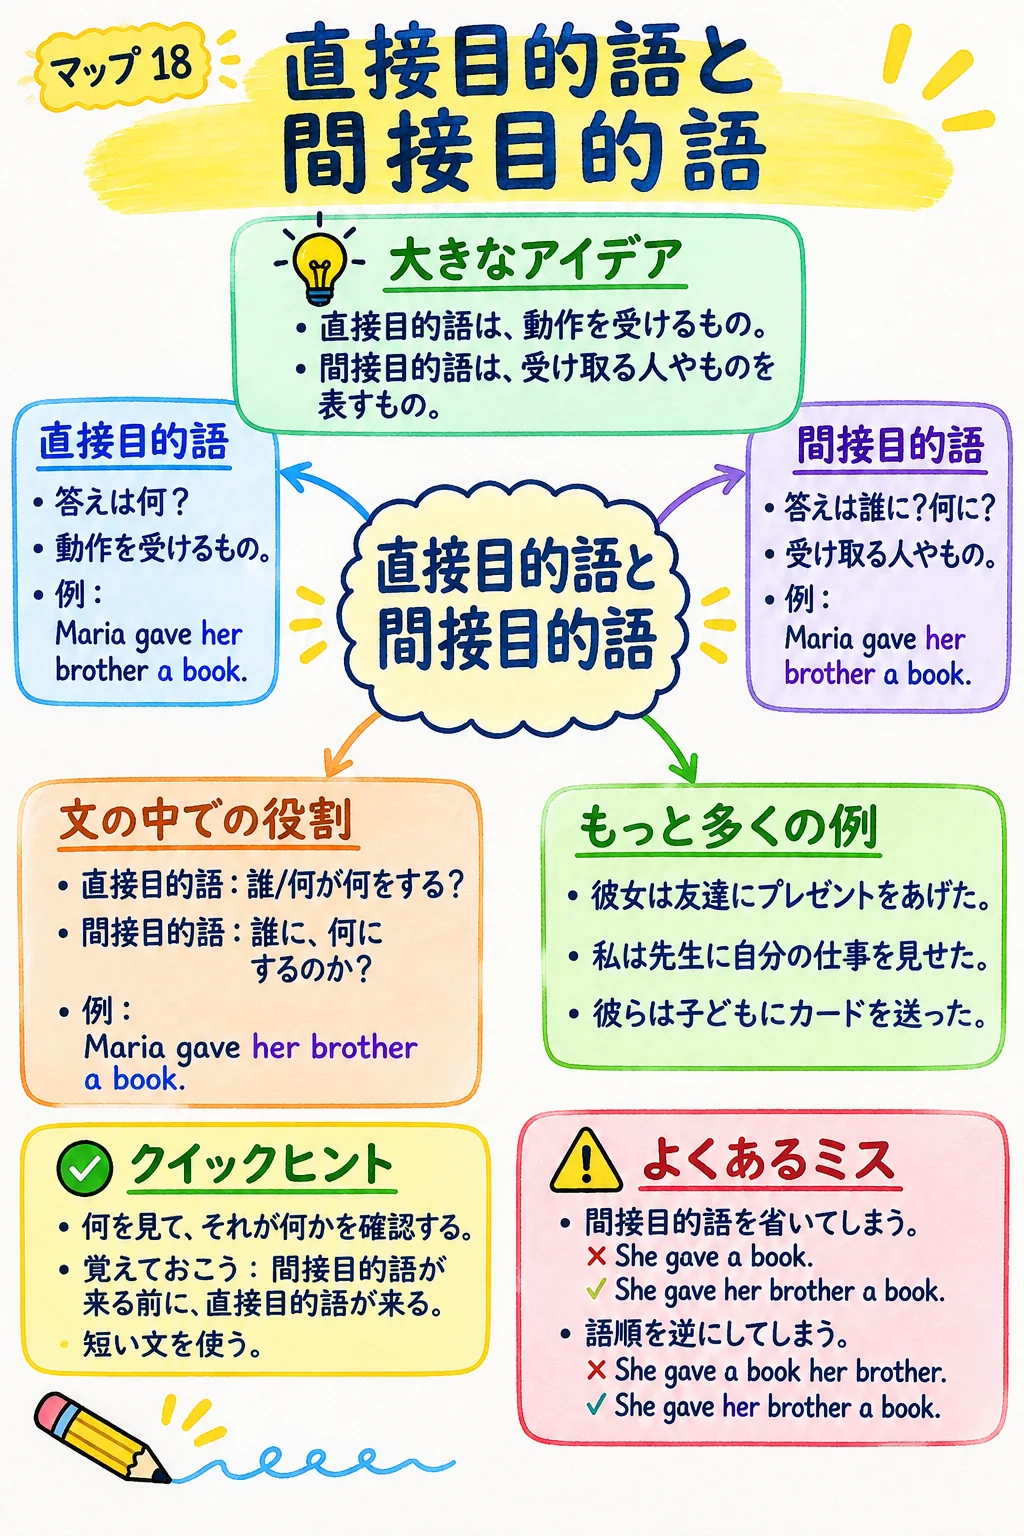 マップ 18
直接目的語と
間接目的語
大きなアイデア
• 直接目的語は、動作を受けるもの。
• 間接目的語は、受け取る人やものを
表すもの。
直接目的語
• 答えは何？
• 動作を受けるもの。
• 例：
Maria gave her
brother a book.
間接目的語
• 答えは誰に？何に？
• 受け取る人やもの。
• 例：
Maria gave her
brother a book.
直接目的語と
間接目的語
文の中での役割
• 直接目的語：誰/何が何をする？
• 間接目的語：誰に、何に
するのか？
• 例：
Maria gave her brother
a book.
もっと多くの例
• 彼女は友達にプレゼントをあげた。
• 私は先生に自分の仕事を見せた。
• 彼らは子どもにカードを送った。
クイックヒント
• 何を見て、それが何かを確認する。
• 覚えておこう：間接目的語が
来る前に、直接目的語が来る。
• 短い文を使う。
よくあるミス
• 間接目的語を省いてしまう。
✗ She gave a book.
✓ She gave her brother a book.
• 語順を逆にしてしまう。
✗ She gave a book her brother.
✓ She gave her brother a book.